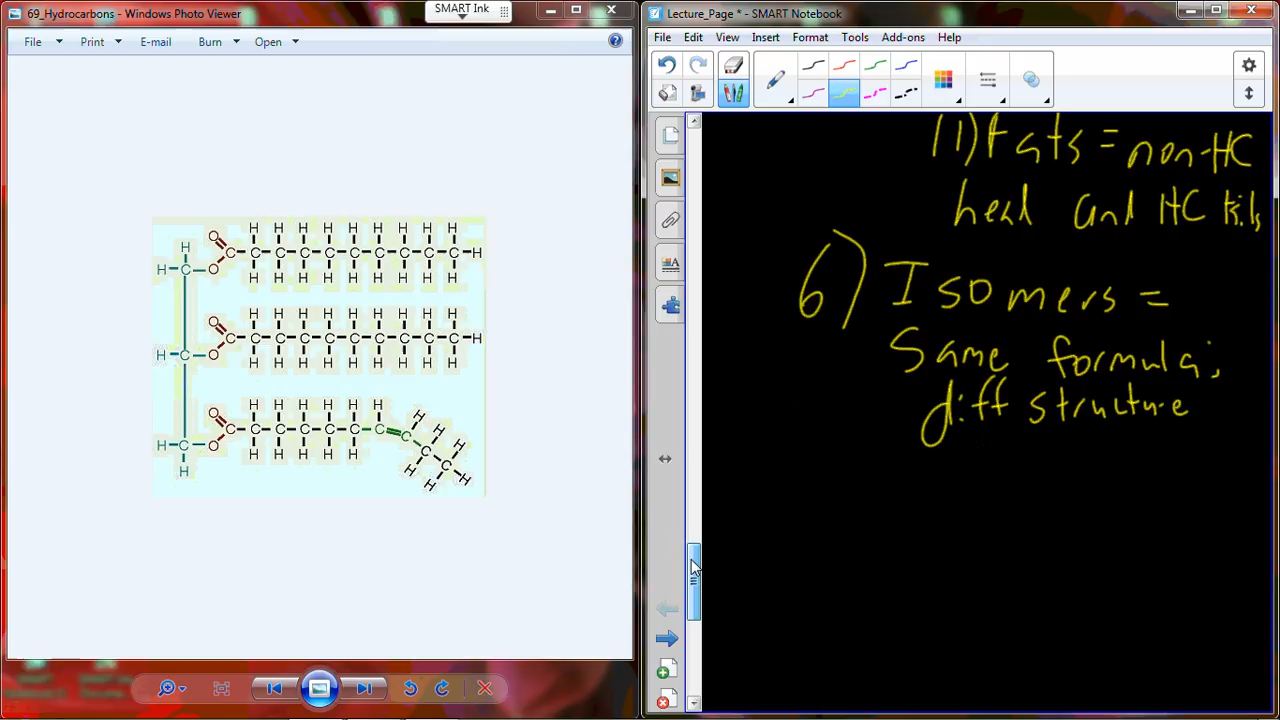 69_Hydrocarbons - Windows Photo Viewer
SMART Ink
File Print E-mail Burn Open
H H H H H H H H H
O
H
C C C C C C C C C C H
H C O
H H H H H H H H H
H H H H H H H H H
O
C C C C C C C C C C H
H C O
H H H H H H H H H
H H H H H H
O H
C C C C C C C C H
H C O C H
H H H H H H C
H H H
Lecture_Page * - SMART Notebook
File Edit View Insert Format Tools Add-ons Help
(1) Fats = non-HC
head and HC tails
6) Isomers =
Same formula;
diff structure